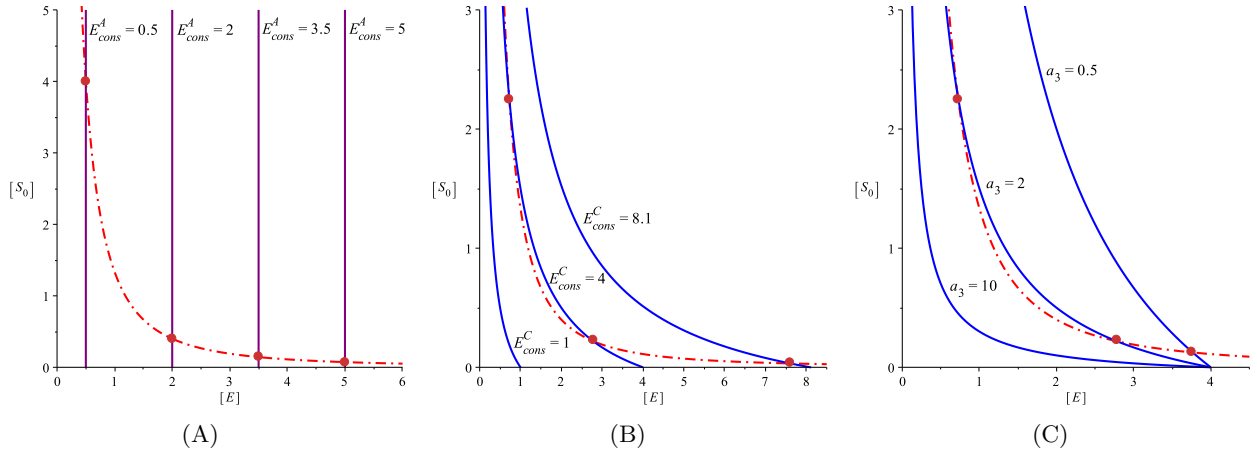 5
4
3
2
1
0
[S_0]
E^A_cons = 0.5
E^A_cons = 2
E^A_cons = 3.5
E^A_cons = 5
0 1 2 3 4 5 6
[E]
(A)
3
2
1
0
[S_0]
E^C_cons = 8.1
E^C_cons = 4
E^C_cons = 1
0 1 2 3 4 5 6 7 8
[E]
(B)
3
2
1
0
[S_0]
a_3 = 0.5
a_3 = 2
a_3 = 10
0 1 2 3 4
[E]
(C)